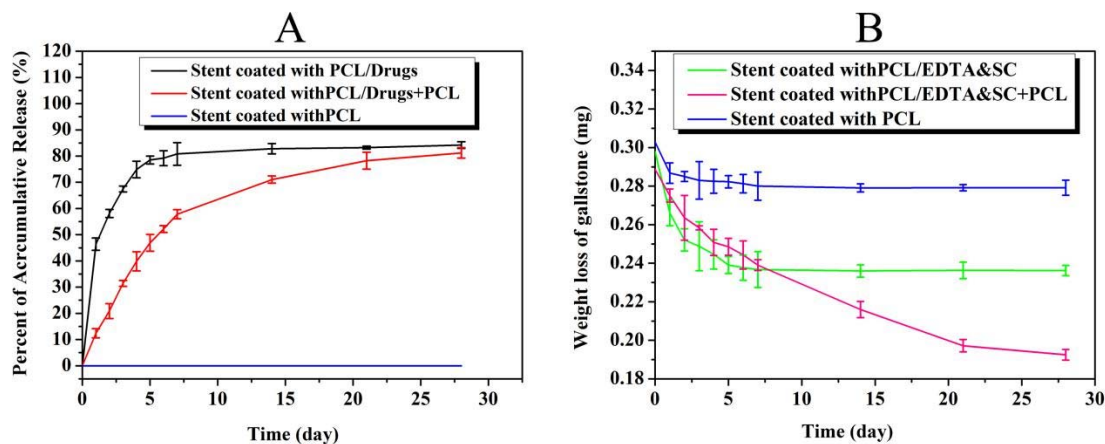 A
Percent of Acrcumulative Release (%)
120
110
100
90
80
70
60
50
40
30
20
10
0
Stent coated with PCL/Drugs
Stent coated withPCL/Drugs+PCL
Stent coated withPCL
0 5 10 15 20 25 30
Time (day)
B
Weight loss of gallstone (mg)
0.34
0.32
0.30
0.28
0.26
0.24
0.22
0.20
0.18
Stent coated withPCL/EDTA&SC
Stent coated withPCL/EDTA&SC+PCL
Stent coated with PCL
0 5 10 15 20 25 30
Time (day)